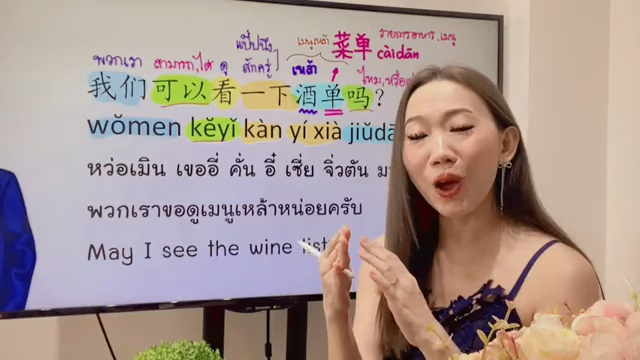 เมนูเหล้า 菜单 รายการอาหาร, เมนู
แป๊ปนึง càidān
พวกเรา สามารถ,ได้ ดู สักครู่ เหล้า ไหม,หรือ
我们可以看一下酒单吗?
wǒmen kěyǐ kàn yí xià jiǔdā
หว่อเมิน เขออี่ คั่น อี๋ เซี่ย จิ่วตัน ม
พวกเราขอดูเมนูเหล้าหน่อยครับ
May I see the wine list